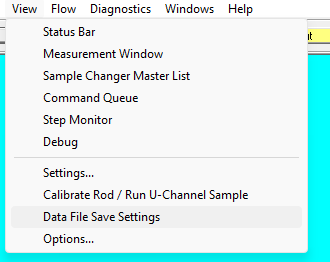 View Flow Diagnostics Windows Help
Status Bar
Measurement Window
Sample Changer Master List
Command Queue
Step Monitor
Debug
Settings...
Calibrate Rod / Run U-Channel Sample
Data File Save Settings
Options...